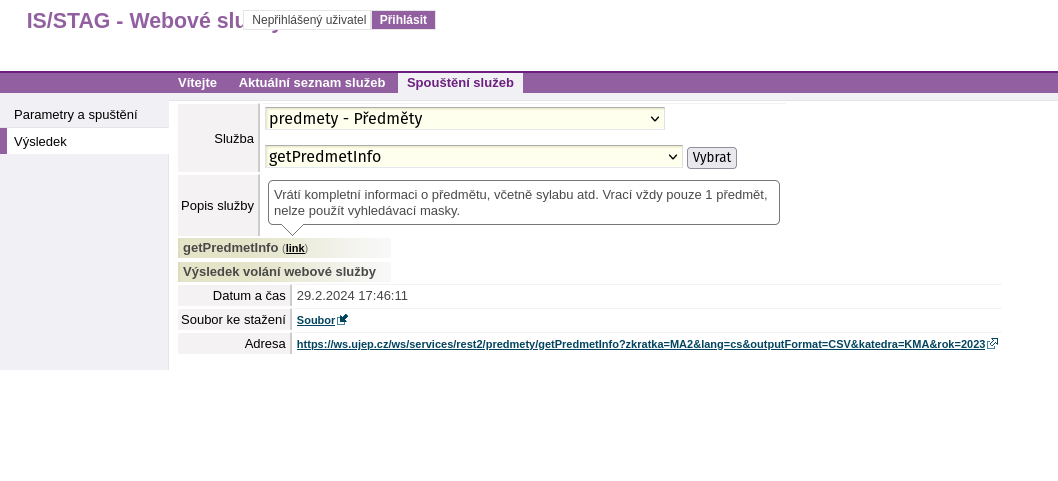 IS/STAG - Webové slu
Nepřihlášený uživatel Přihlásit
Vítejte Aktuální seznam služeb Spouštění služeb
Parametry a spuštění
Výsledek
Služba predmety - Předměty
getPredmetInfo Vybrat
Popis služby Vrátí kompletní informaci o předmětu, včetně sylabu atd. Vrací vždy pouze 1 předmět,
nelze použít vyhledávací masky.
getPredmetInfo (link)
Výsledek volání webové služby
Datum a čas 29.2.2024 17:46:11
Soubor ke stažení Soubor
Adresa https://ws.ujep.cz/ws/services/rest2/predmety/getPredmetInfo?zkratka=MA2&lang=cs&outputFormat=CSV&katedra=KMA&rok=2023